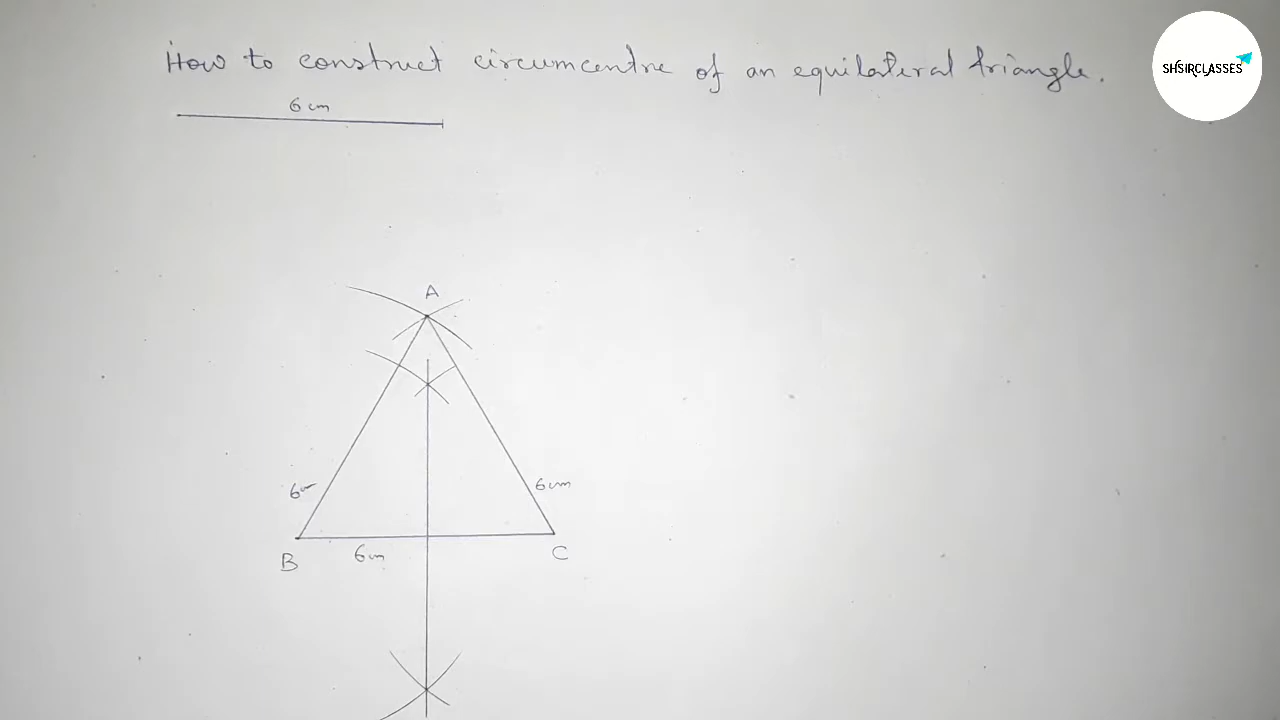 How to construct circumcentre of an equilateral triangle.
SHSIRCLASSES
6 cm
A
6cm
6cm
B
6cm
C